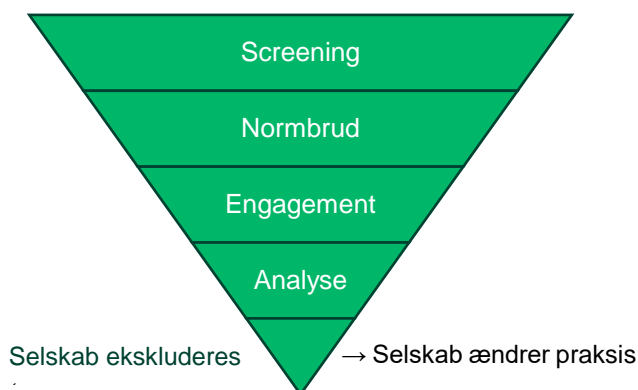 Screening
Normbrud
Engagement
Analyse
Selskab ekskluderes
→ Selskab ændrer praksis